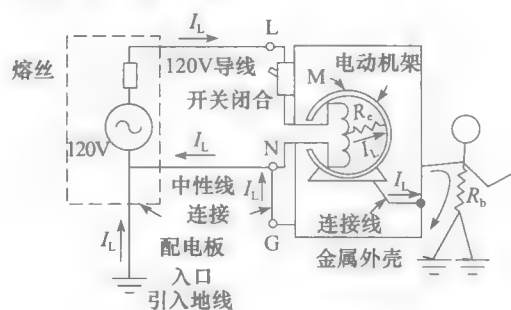 I_L
L
熔丝
120V导线
M
电动机架
开关闭合
R_e
120V
N
I_L
I_L
中性线
I_L
I_L
R_b
连接
连接线
I_L
配电板
G
金属外壳
入口
引入地线